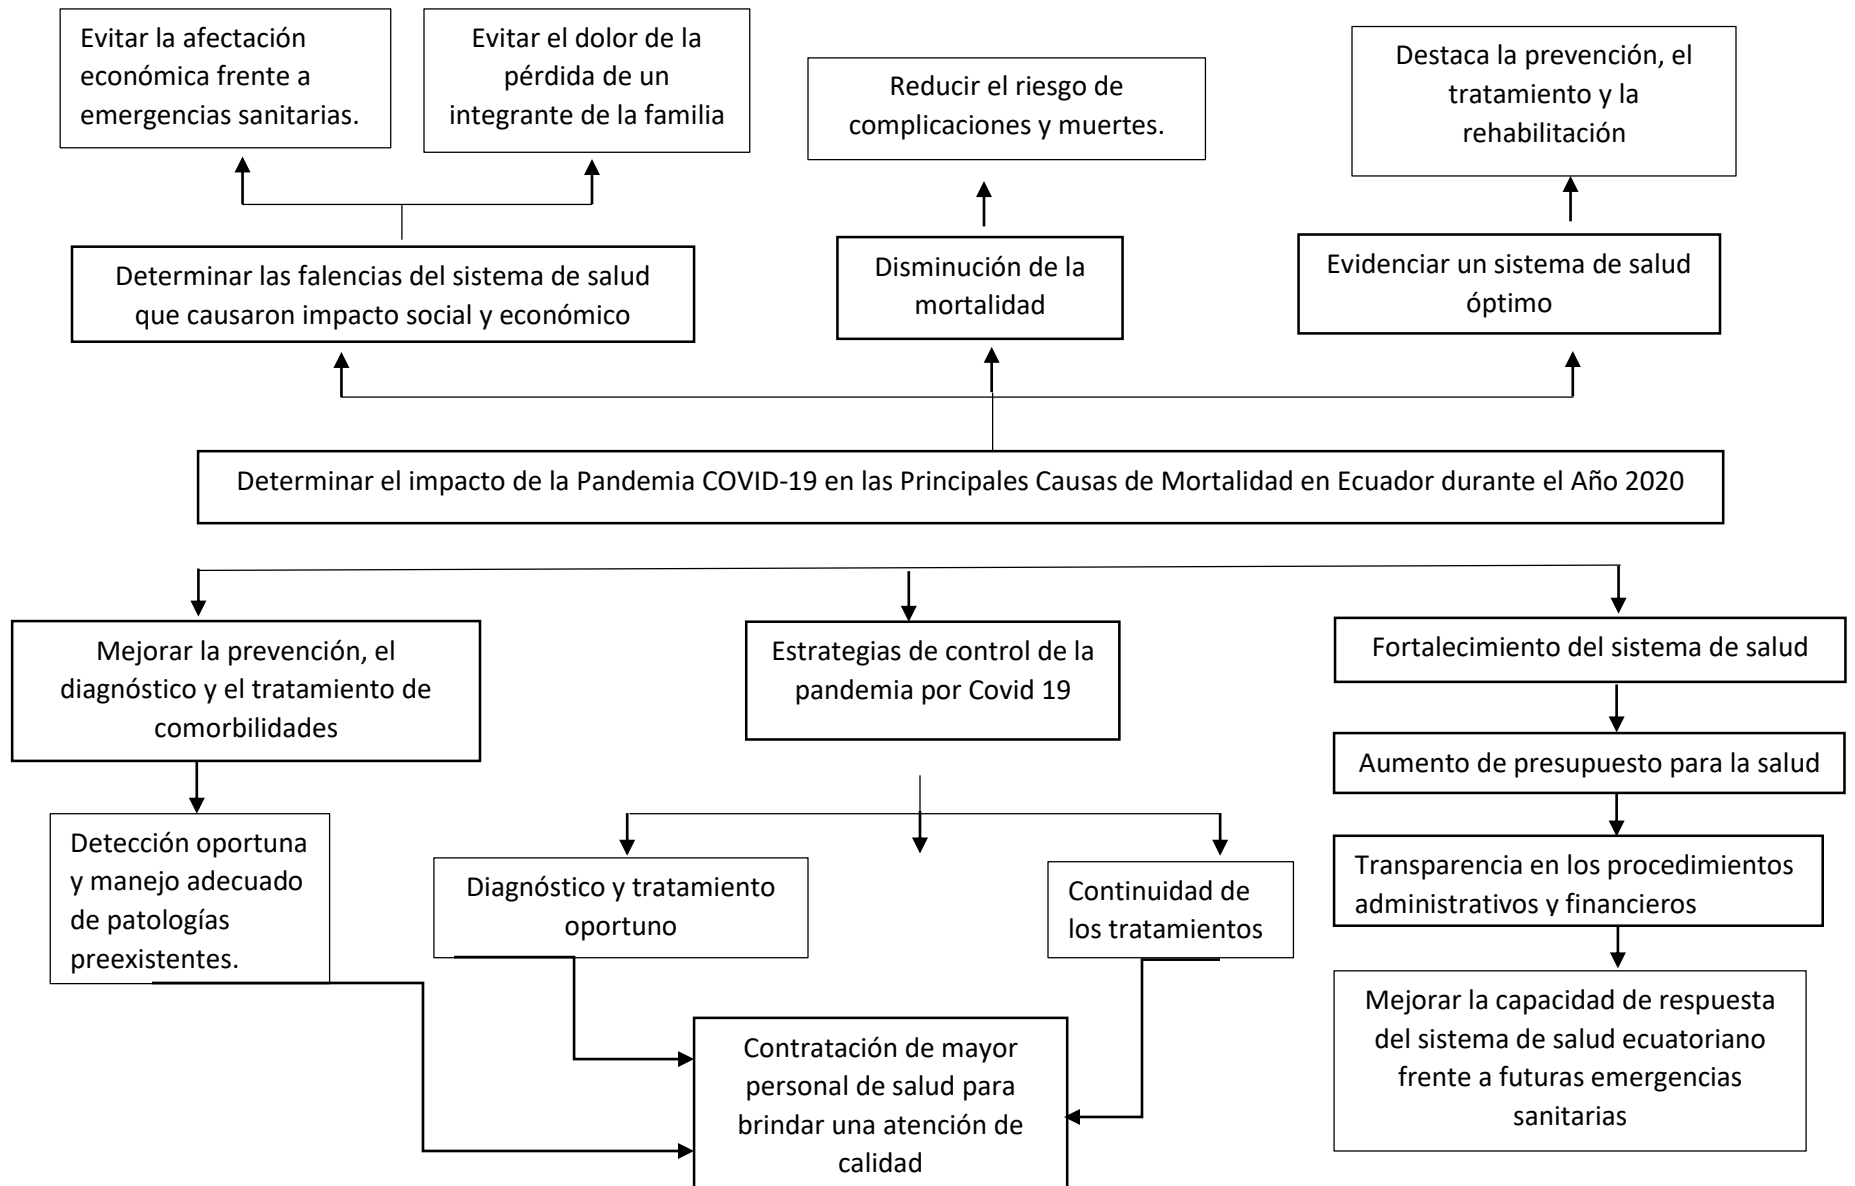 Evitar la afectación
económica frente a
emergencias sanitarias.
Evitar el dolor de la
pérdida de un
integrante de la familia
Reducir el riesgo de
complicaciones y muertes.
Destaca la prevención, el
tratamiento y la
rehabilitación
Determinar las falencias del sistema de salud
que causaron impacto social y económico
Disminución de la
mortalidad
Evidenciar un sistema de salud
óptimo
Determinar el impacto de la Pandemia COVID-19 en las Principales Causas de Mortalidad en Ecuador durante el Año 2020
Mejorar la prevención, el
diagnóstico y el tratamiento de
comorbilidades
Estrategias de control de la
pandemia por Covid 19
Fortalecimiento del sistema de salud
Aumento de presupuesto para la salud
Detección oportuna
y manejo adecuado
de patologías
preexistentes.
Diagnóstico y tratamiento
oportuno
Continuidad de
los tratamientos
Transparencia en los procedimientos
administrativos y financieros
Contratación de mayor
personal de salud para
brindar una atención de
calidad
Mejorar la capacidad de respuesta
del sistema de salud ecuatoriano
frente a futuras emergencias
sanitarias